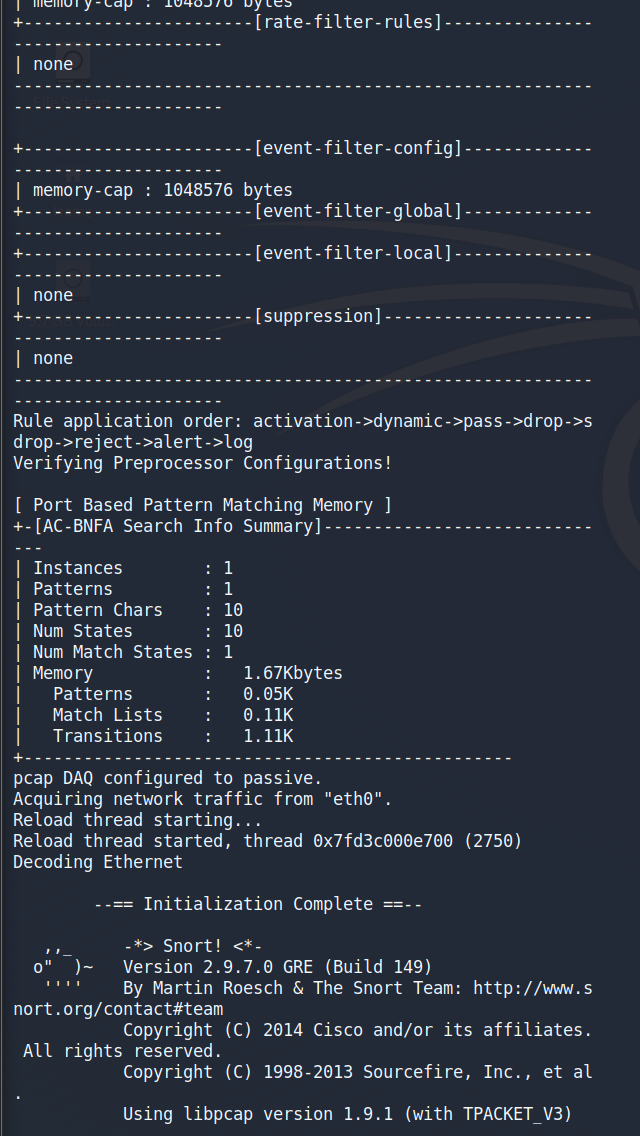 | memory-cap : 1048576 bytes
+-----------------------[rate-filter-rules]---------------
---------------------
| none
----------------------------------------------------------
---------------------

+-----------------------[event-filter-config]-------------
---------------------
| memory-cap : 1048576 bytes
+-----------------------[event-filter-global]-------------
---------------------
+-----------------------[event-filter-local]--------------
---------------------
| none
+-----------------------[suppression]---------------------
---------------------
| none
----------------------------------------------------------
---------------------
Rule application order: activation->dynamic->pass->drop->s
drop->reject->alert->log
Verifying Preprocessor Configurations!

[ Port Based Pattern Matching Memory ]
+-[AC-BNFA Search Info Summary]---------------------------
---
| Instances        : 1
| Patterns         : 1
| Pattern Chars    : 10
| Num States       : 10
| Num Match States : 1
| Memory           :   1.67Kbytes
|   Patterns       :   0.05K
|   Match Lists    :   0.11K
|   Transitions    :   1.11K
+-------------------------------------------------
pcap DAQ configured to passive.
Acquiring network traffic from "eth0".
Reload thread starting...
Reload thread started, thread 0x7fd3c000e700 (2750)
Decoding Ethernet

        --== Initialization Complete ==--

   ,,_     -*> Snort! <*-
  o"  )~   Version 2.9.7.0 GRE (Build 149)
   ''''    By Martin Roesch & The Snort Team: http://www.s
nort.org/contact#team
           Copyright (C) 2014 Cisco and/or its affiliates.
 All rights reserved.
           Copyright (C) 1998-2013 Sourcefire, Inc., et al
.
           Using libpcap version 1.9.1 (with TPACKET_V3)